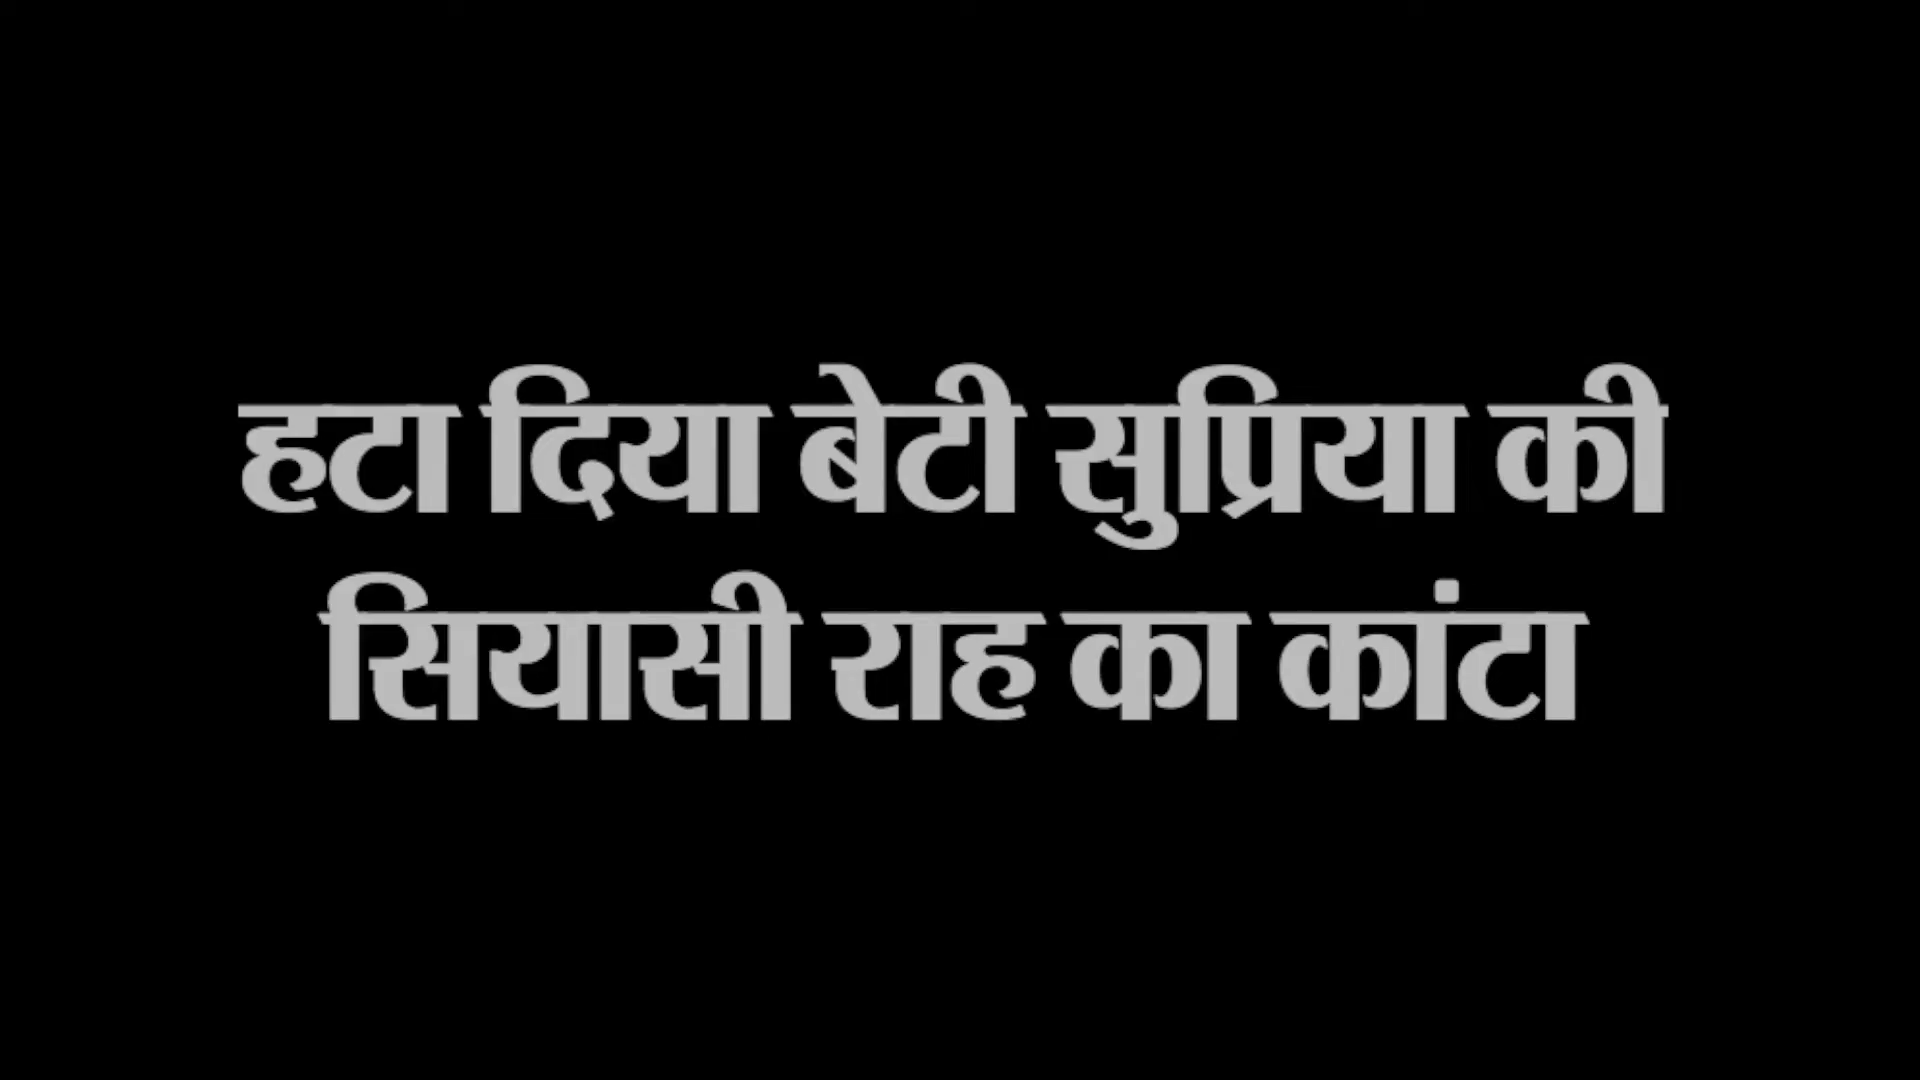 हटा दिया बेटी सुप्रिया की
सियासी राह का कांटा